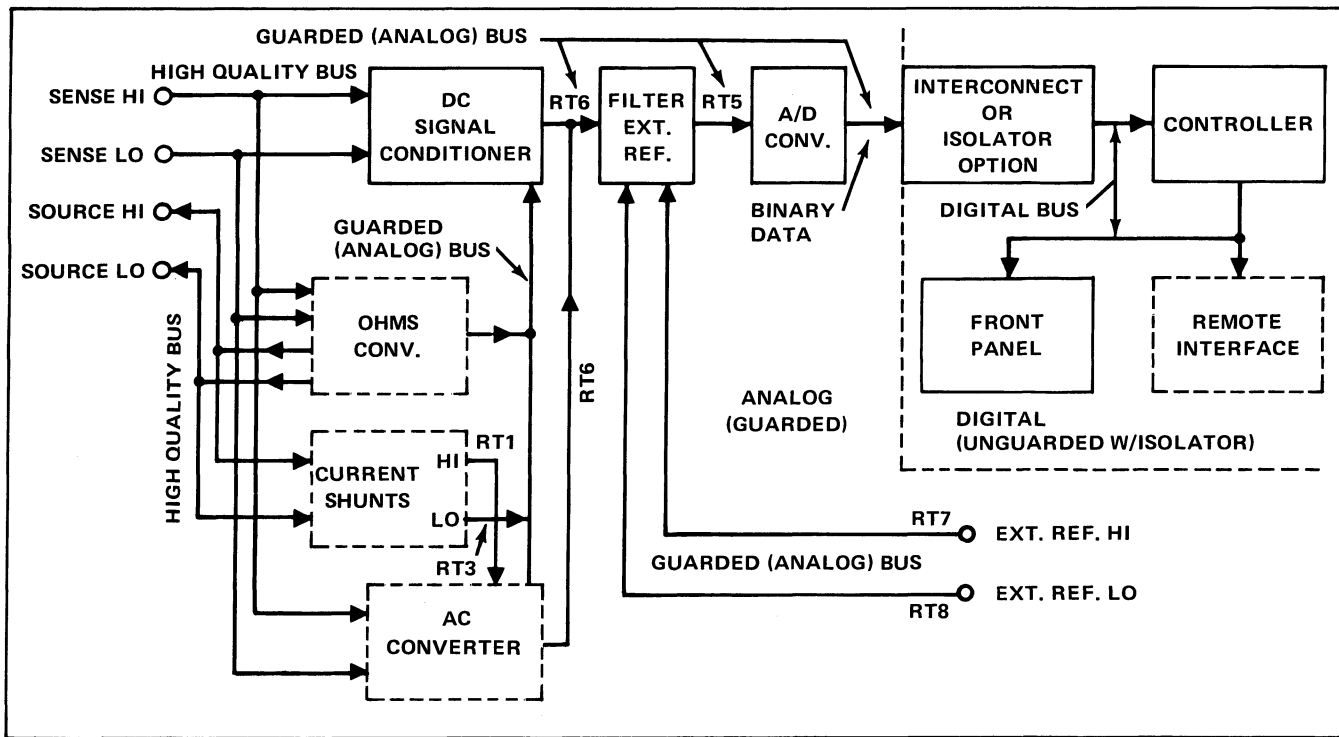 GUARDED (ANALOG) BUS
HIGH QUALITY BUS
SENSE HI
SENSE LO
SOURCE HI
SOURCE LO
DC
SIGNAL
CONDITIONER
RT6
FILTER
EXT.
REF.
RT5
A/D
CONV.
BINARY
DATA
INTERCONNECT
OR
ISOLATOR
OPTION
CONTROLLER
DIGITAL BUS
FRONT
PANEL
REMOTE
INTERFACE
DIGITAL
(UNGUARDED W/ISOLATOR)
ANALOG
(GUARDED)
GUARDED
(ANALOG) BUS
OHMS
CONV.
RT6
HIGH QUALITY BUS
CURRENT
SHUNTS
HI
LO
RT1
RT3
AC
CONVERTER
RT7
EXT. REF. HI
GUARDED (ANALOG) BUS
RT8
EXT. REF. LO